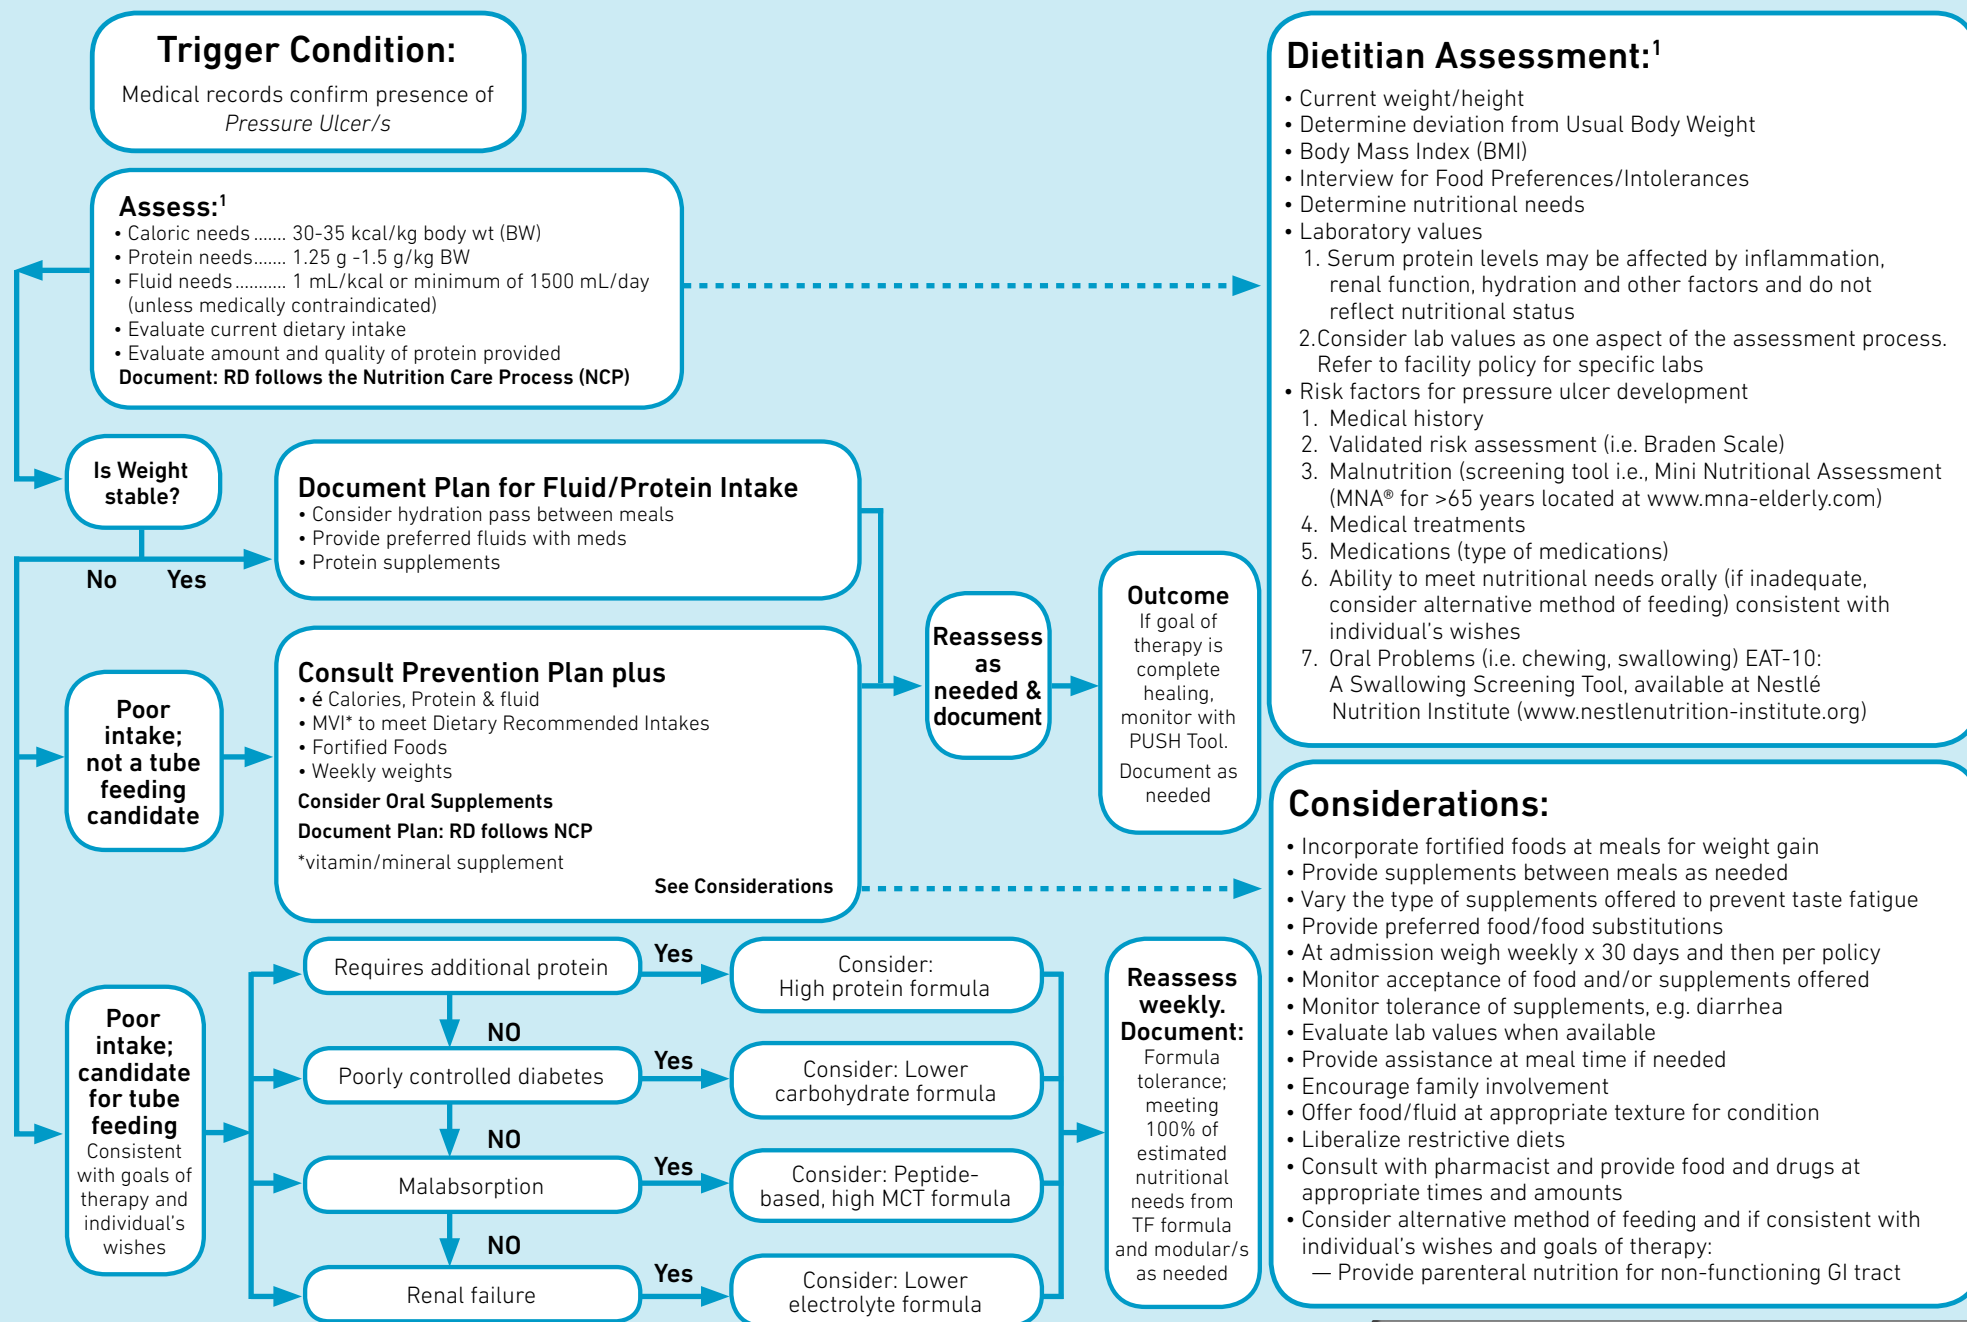 Trigger Condition:
Medical records confirm presence of
Pressure Ulcer/s
Assess:1
• Caloric needs ....... 30-35 kcal/kg body wt (BW)
• Protein needs....... 1.25 g -1.5 g/kg BW
• Fluid needs ........... 1 mL/kcal or minimum of 1500 mL/day
(unless medically contraindicated)
• Evaluate current dietary intake
• Evaluate amount and quality of protein provided
Document: RD follows the Nutrition Care Process (NCP)
Is Weight
stable?
No
Yes
Document Plan for Fluid/Protein Intake
• Consider hydration pass between meals
• Provide preferred fluids with meds
• Protein supplements
Poor
intake;
not a tube
feeding
candidate
Consult Prevention Plan plus
• é Calories, Protein & fluid
• MVI* to meet Dietary Recommended Intakes
• Fortified Foods
• Weekly weights
Consider Oral Supplements
Document Plan: RD follows NCP
*vitamin/mineral supplement
See Considerations
Reassess
as
needed &
document
Outcome
If goal of
therapy is
complete
healing,
monitor with
PUSH Tool.
Document as
needed
Poor
intake;
candidate
for tube
feeding
Consistent
with goals of
therapy and
individual's
wishes
Requires additional protein
Yes
Consider:
High protein formula
NO
Poorly controlled diabetes
Yes
Consider: Lower
carbohydrate formula
NO
Malabsorption
Yes
Consider: Peptide-
based, high MCT formula
NO
Renal failure
Yes
Consider: Lower
electrolyte formula
Reassess
weekly.
Document:
Formula
tolerance;
meeting
100% of
estimated
nutritional
needs from
TF formula
and modular/s
as needed
Dietitian Assessment:1
• Current weight/height
• Determine deviation from Usual Body Weight
• Body Mass Index (BMI)
• Interview for Food Preferences/Intolerances
• Determine nutritional needs
• Laboratory values
1. Serum protein levels may be affected by inflammation,
renal function, hydration and other factors and do not
reflect nutritional status
2.Consider lab values as one aspect of the assessment process.
Refer to facility policy for specific labs
• Risk factors for pressure ulcer development
1. Medical history
2. Validated risk assessment (i.e. Braden Scale)
3. Malnutrition (screening tool i.e., Mini Nutritional Assessment
(MNA® for >65 years located at www.mna-elderly.com)
4. Medical treatments
5. Medications (type of medications)
6. Ability to meet nutritional needs orally (if inadequate,
consider alternative method of feeding) consistent with
individual's wishes
7. Oral Problems (i.e. chewing, swallowing) EAT-10:
A Swallowing Screening Tool, available at Nestlé
Nutrition Institute (www.nestlenutrition-institute.org)
Considerations:
• Incorporate fortified foods at meals for weight gain
• Provide supplements between meals as needed
• Vary the type of supplements offered to prevent taste fatigue
• Provide preferred food/food substitutions
• At admission weigh weekly x 30 days and then per policy
• Monitor acceptance of food and/or supplements offered
• Monitor tolerance of supplements, e.g. diarrhea
• Evaluate lab values when available
• Provide assistance at meal time if needed
• Encourage family involvement
• Offer food/fluid at appropriate texture for condition
• Liberalize restrictive diets
• Consult with pharmacist and provide food and drugs at
appropriate times and amounts
• Consider alternative method of feeding and if consistent with
individual's wishes and goals of therapy:
— Provide parenteral nutrition for non-functioning GI tract